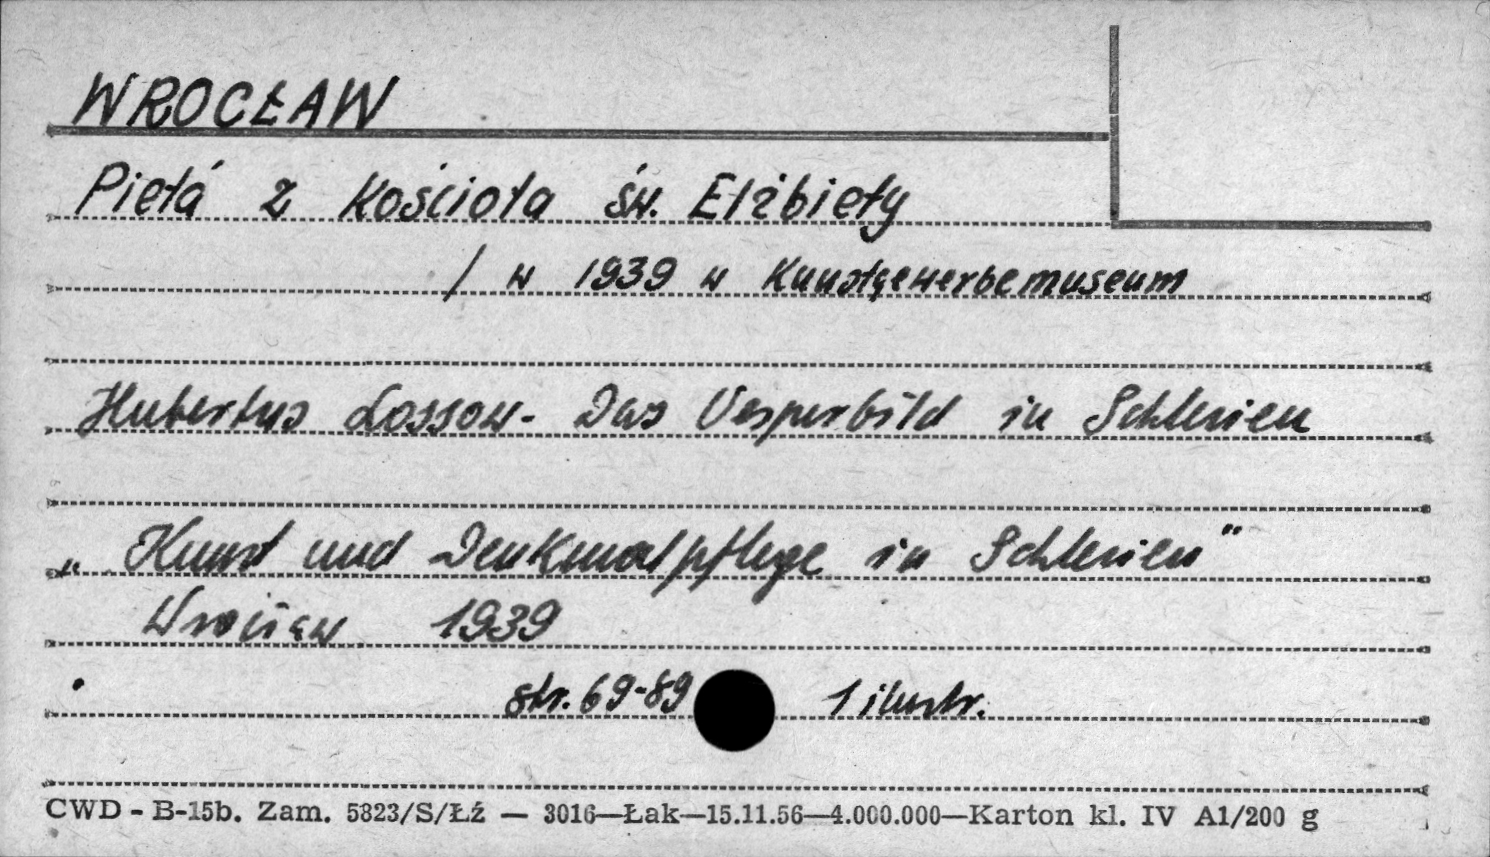 WROCŁAW
Pietá z Kościoła św. Elżbiety
/ w 1939 w Kunstgewerbemuseum
Hubertus Lossow - Das Vesperbild in Schlesien
„Kunst und Denkmalpflege in Schlesien"
Wrocław 1939
str. 69-89 1 ilustr.
CWD - B-15b. Zam. 5823/S/Łź — 3016—Łak—15.11.56—4.000.000—Karton kl. IV A1/200 g